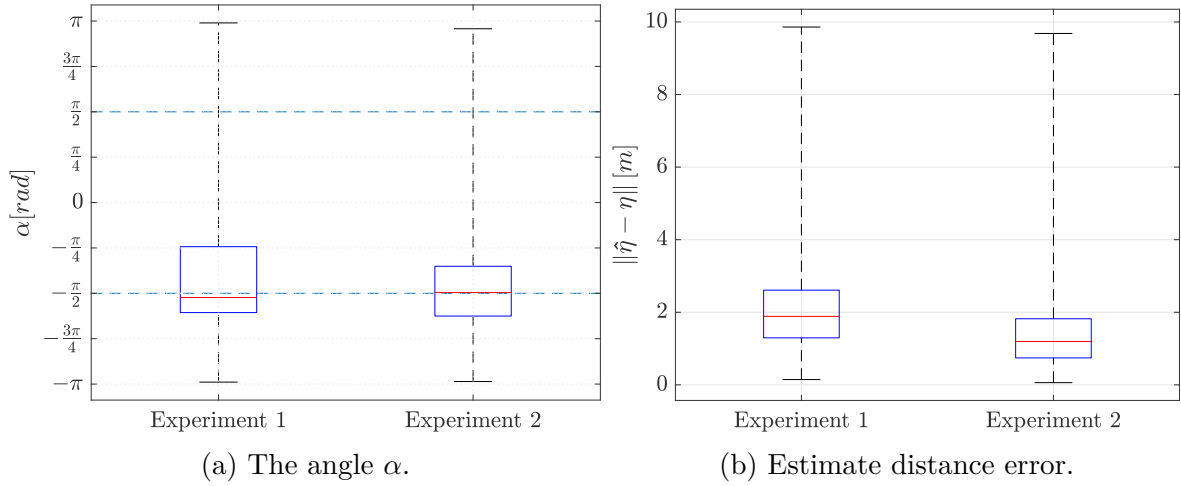 π
3π/4
π/2
π/4
0
−π/4
−π/2
−3π/4
−π
α[rad]
Experiment 1
Experiment 2
(a) The angle α.
10
8
6
4
2
0
||η̂ − η|| [m]
Experiment 1
Experiment 2
(b) Estimate distance error.